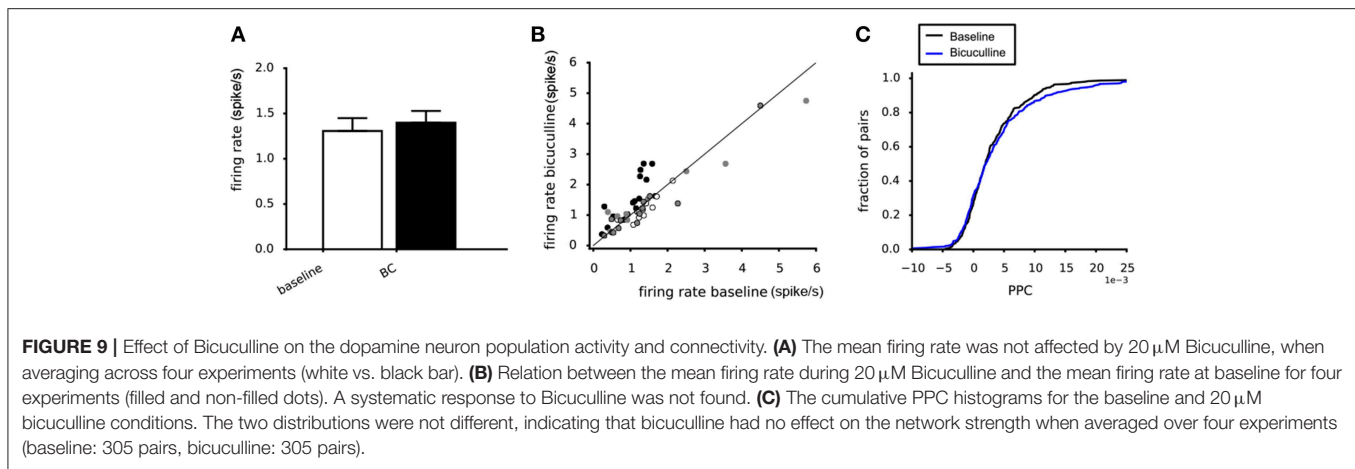 A
B
C
Baseline
Bicuculline
firing rate (spike/s)
2.0
1.5
1.0
0.5
0.0
baseline
BC
firing rate bicuculline(spike/s)
6
5
4
3
2
1
0
0 1 2 3 4 5 6
firing rate baseline(spike/s)
fraction of pairs
1.0
0.8
0.6
0.4
0.2
0.0
−10 −5 0 5 10 15 20 25
1e−3
PPC
FIGURE 9 | Effect of Bicuculline on the dopamine neuron population activity and connectivity. (A) The mean firing rate was not affected by 20 μM Bicuculline, when
averaging across four experiments (white vs. black bar). (B) Relation between the mean firing rate during 20 μM Bicuculline and the mean firing rate at baseline for four
experiments (filled and non-filled dots). A systematic response to Bicuculline was not found. (C) The cumulative PPC histograms for the baseline and 20 μM
bicuculline conditions. The two distributions were not different, indicating that bicuculline had no effect on the network strength when averaged over four experiments
(baseline: 305 pairs, bicuculline: 305 pairs).